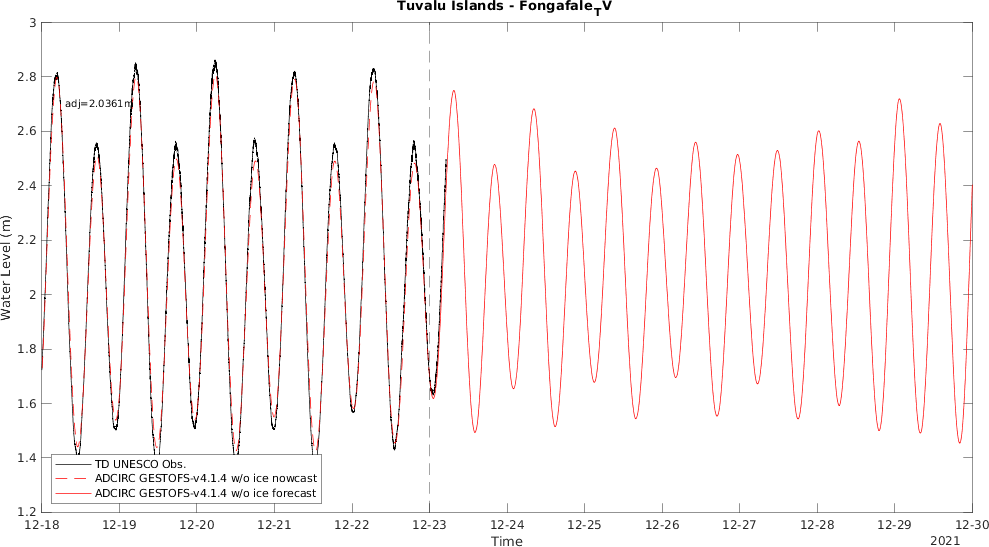 Tuvalu Islands - Fongafale_TV
3
2.8
adj=2.0361m
2.6
2.4
2.2
2
1.8
1.6
1.4
1.2
Water Level (m)
TD UNESCO Obs.
ADCIRC GESTOFS-v4.1.4 w/o ice nowcast
ADCIRC GESTOFS-v4.1.4 w/o ice forecast
12-18 12-19 12-20 12-21 12-22 12-23 12-24 12-25 12-26 12-27 12-28 12-29 12-30
Time
2021